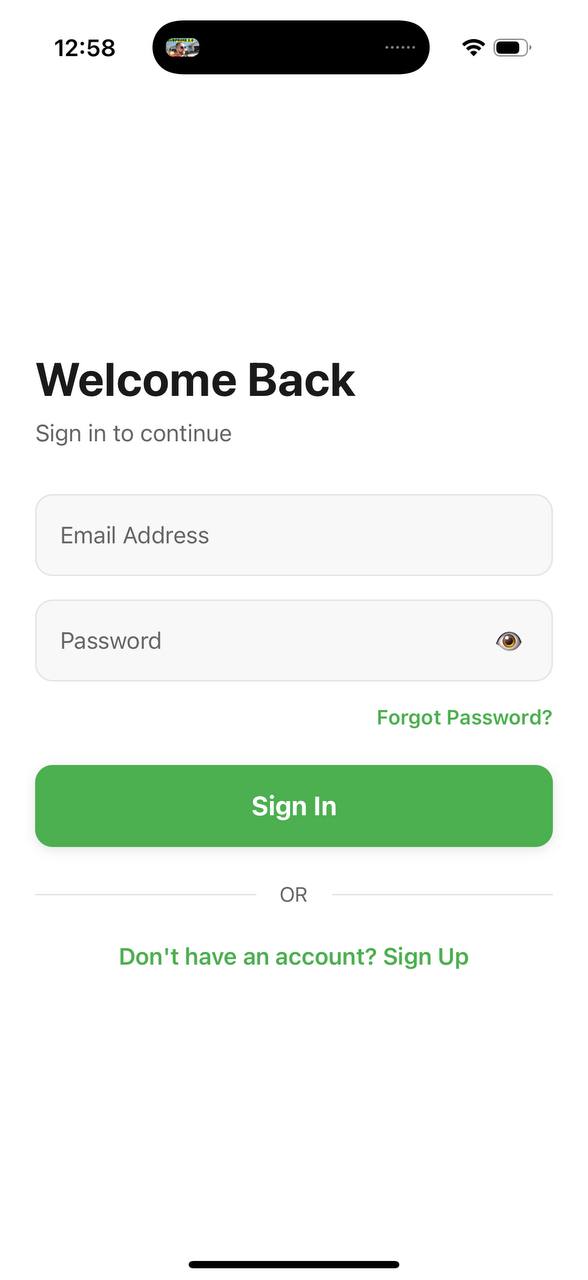 12:58
Welcome Back
Sign in to continue
Email Address
Password
Forgot Password?
Sign In
OR
Don't have an account? Sign Up